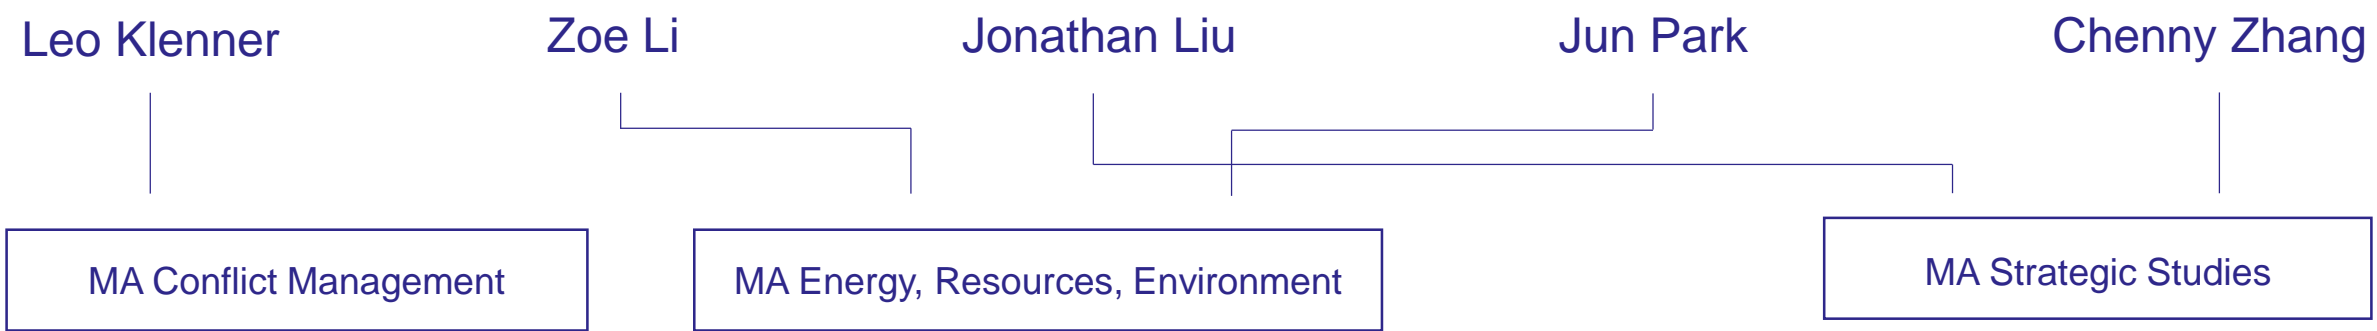 Leo Klenner
Zoe Li
Jonathan Liu
Jun Park
Chenny Zhang
MA Conflict Management
MA Energy, Resources, Environment
MA Strategic Studies